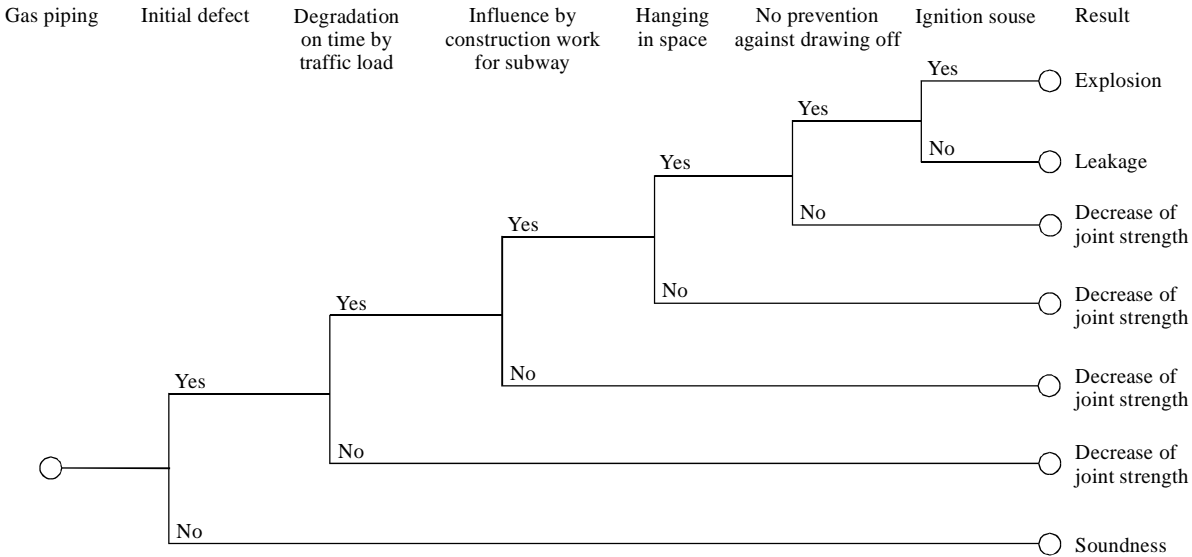 Gas piping
Initial defect
Degradation
on time by
traffic load
Influence by
construction work
for subway
Hanging
in space
No prevention
against drawing off
Ignition souse
Result
Yes
Explosion
Yes
No
Leakage
Yes
No
Decrease of
joint strength
Yes
No
Decrease of
joint strength
Yes
No
Decrease of
joint strength
Yes
No
Decrease of
joint strength
No
Soundness